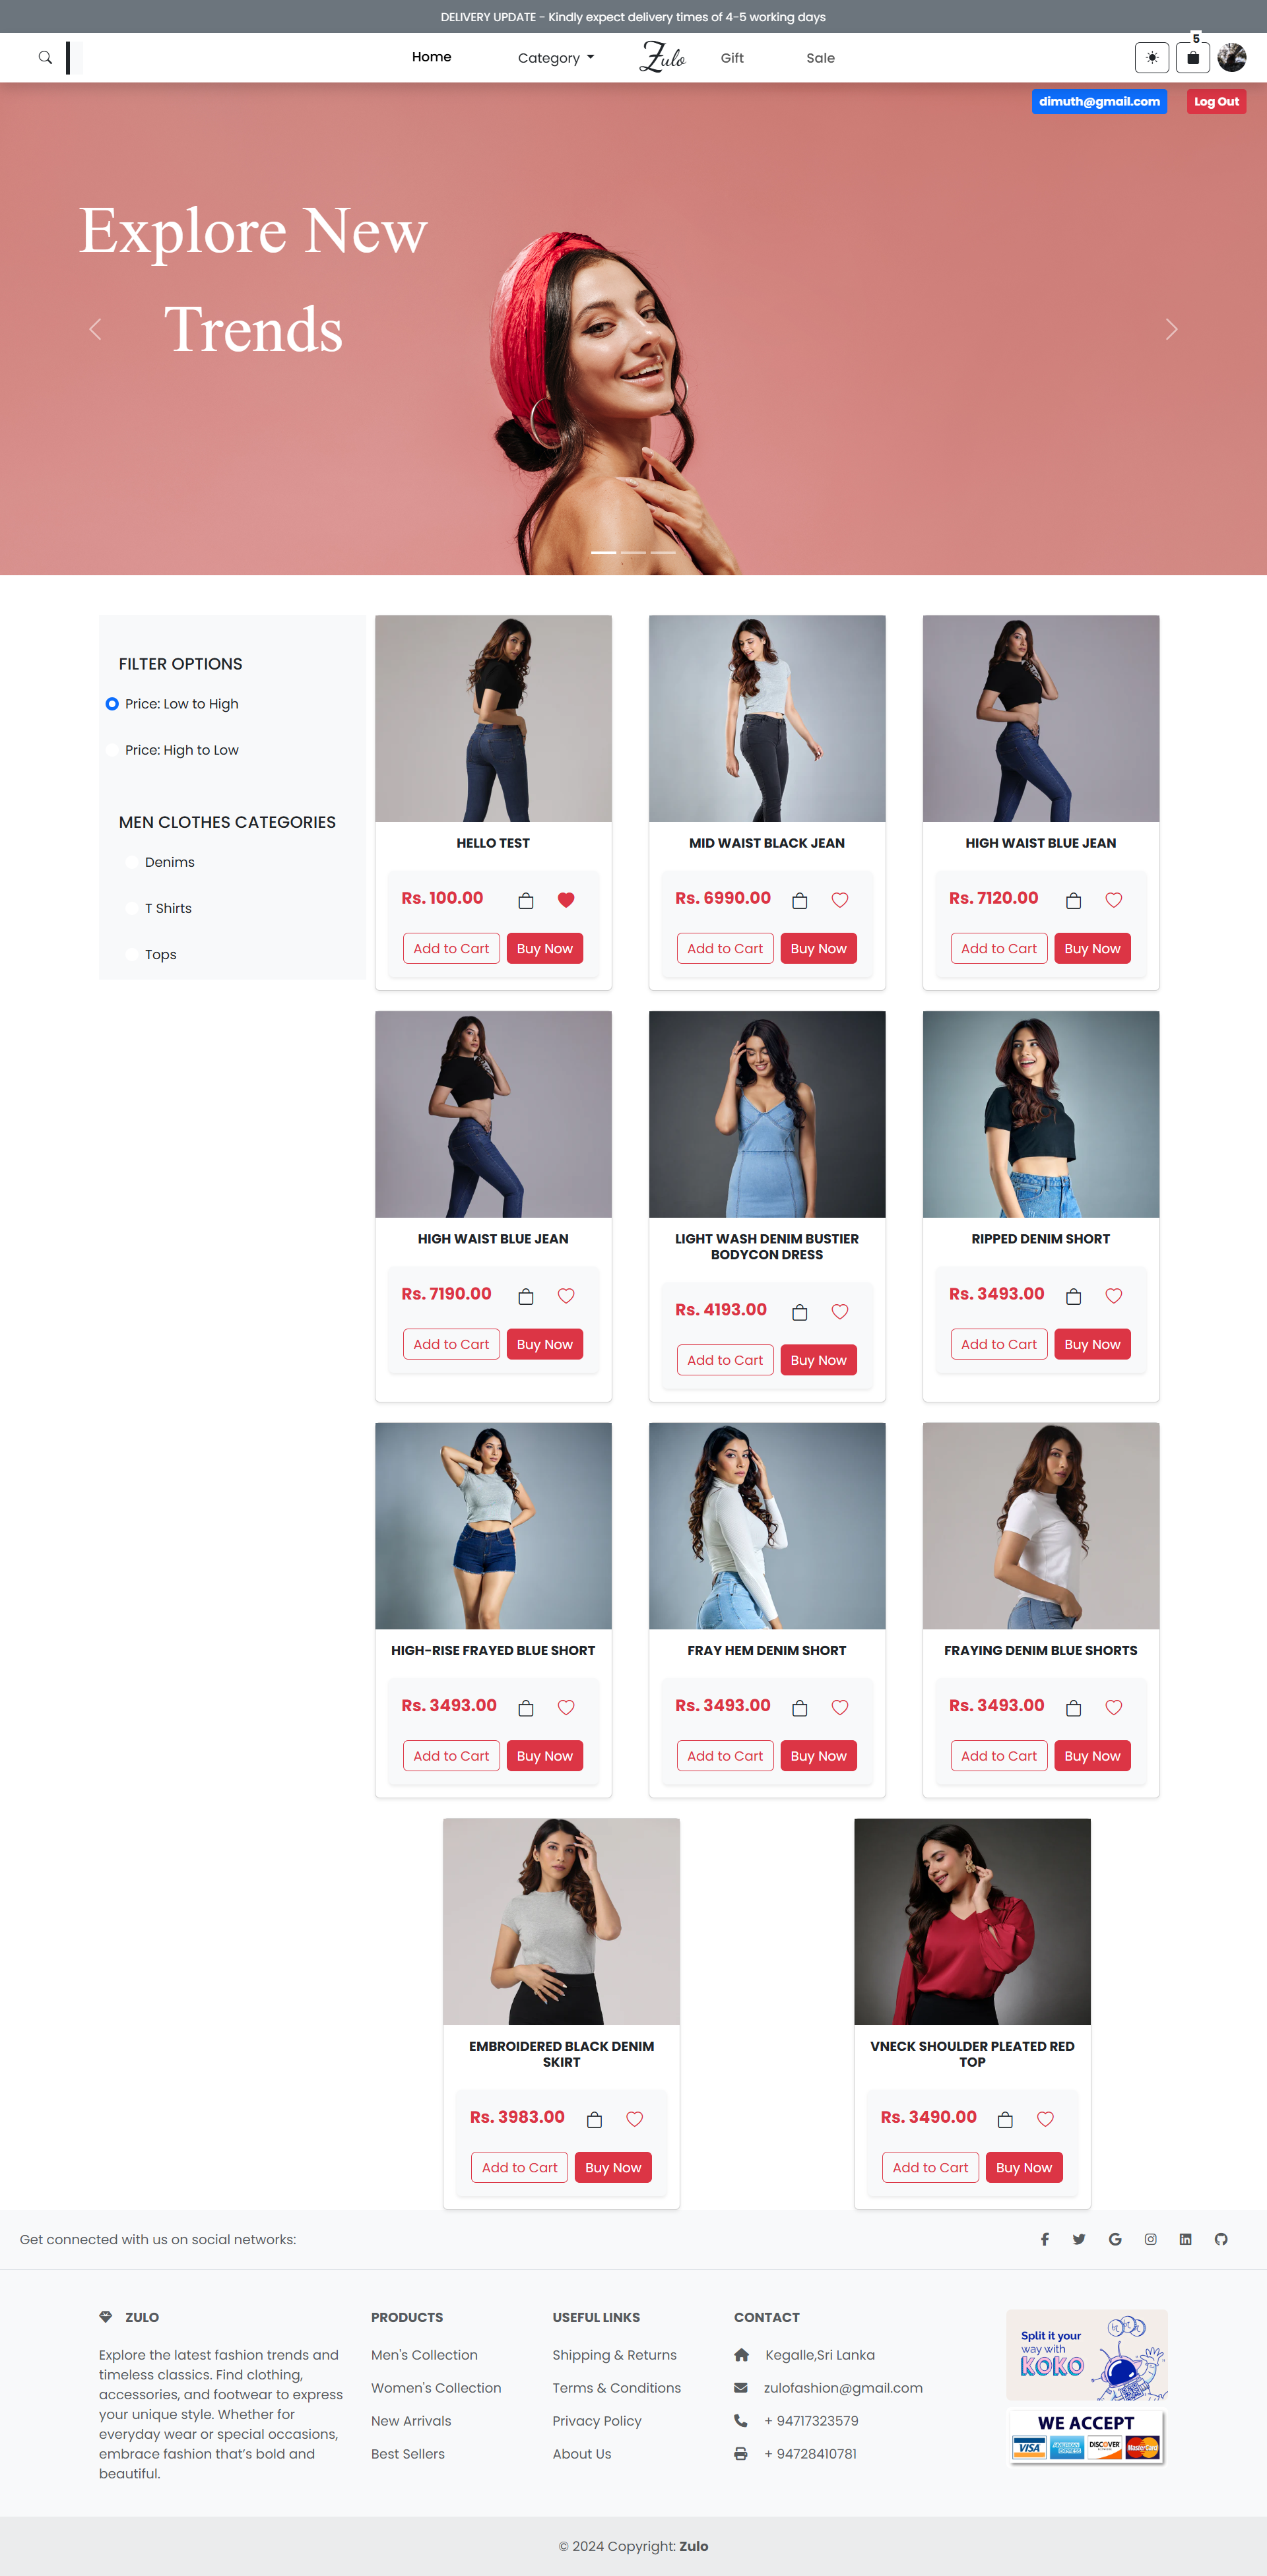 DELIVERY UPDATE - Kindly expect delivery times of 4-5 working days
Home
Category
Zulo
Gift
Sale
5
dimuth@gmail.com
Log Out
Explore New
Trends
FILTER OPTIONS
Price: Low to High
Price: High to Low
MEN CLOTHES CATEGORIES
Denims
T Shirts
Tops
HELLO TEST
Rs. 100.00
Add to Cart
Buy Now
MID WAIST BLACK JEAN
Rs. 6990.00
Add to Cart
Buy Now
HIGH WAIST BLUE JEAN
Rs. 7120.00
Add to Cart
Buy Now
HIGH WAIST BLUE JEAN
Rs. 7190.00
Add to Cart
Buy Now
LIGHT WASH DENIM BUSTIER
BODYCON DRESS
Rs. 4193.00
Add to Cart
Buy Now
RIPPED DENIM SHORT
Rs. 3493.00
Add to Cart
Buy Now
HIGH-RISE FRAYED BLUE SHORT
Rs. 3493.00
Add to Cart
Buy Now
FRAY HEM DENIM SHORT
Rs. 3493.00
Add to Cart
Buy Now
FRAYING DENIM BLUE SHORTS
Rs. 3493.00
Add to Cart
Buy Now
EMBROIDERED BLACK DENIM
SKIRT
Rs. 3983.00
Add to Cart
Buy Now
VNECK SHOULDER PLEATED RED
TOP
Rs. 3490.00
Add to Cart
Buy Now
Get connected with us on social networks:
ZULO
Explore the latest fashion trends and
timeless classics. Find clothing,
accessories, and footwear to express
your unique style. Whether for
everyday wear or special occasions,
embrace fashion that's bold and
beautiful.
PRODUCTS
Men's Collection
Women's Collection
New Arrivals
Best Sellers
USEFUL LINKS
Shipping & Returns
Terms & Conditions
Privacy Policy
About Us
CONTACT
Kegalle,Sri Lanka
zulofashion@gmail.com
+ 94717323579
+ 94728410781
Split it your
way with
KOKO
WE ACCEPT
VISA
AMERICAN EXPRESS
DISCOVER
MasterCard
© 2024 Copyright: Zulo